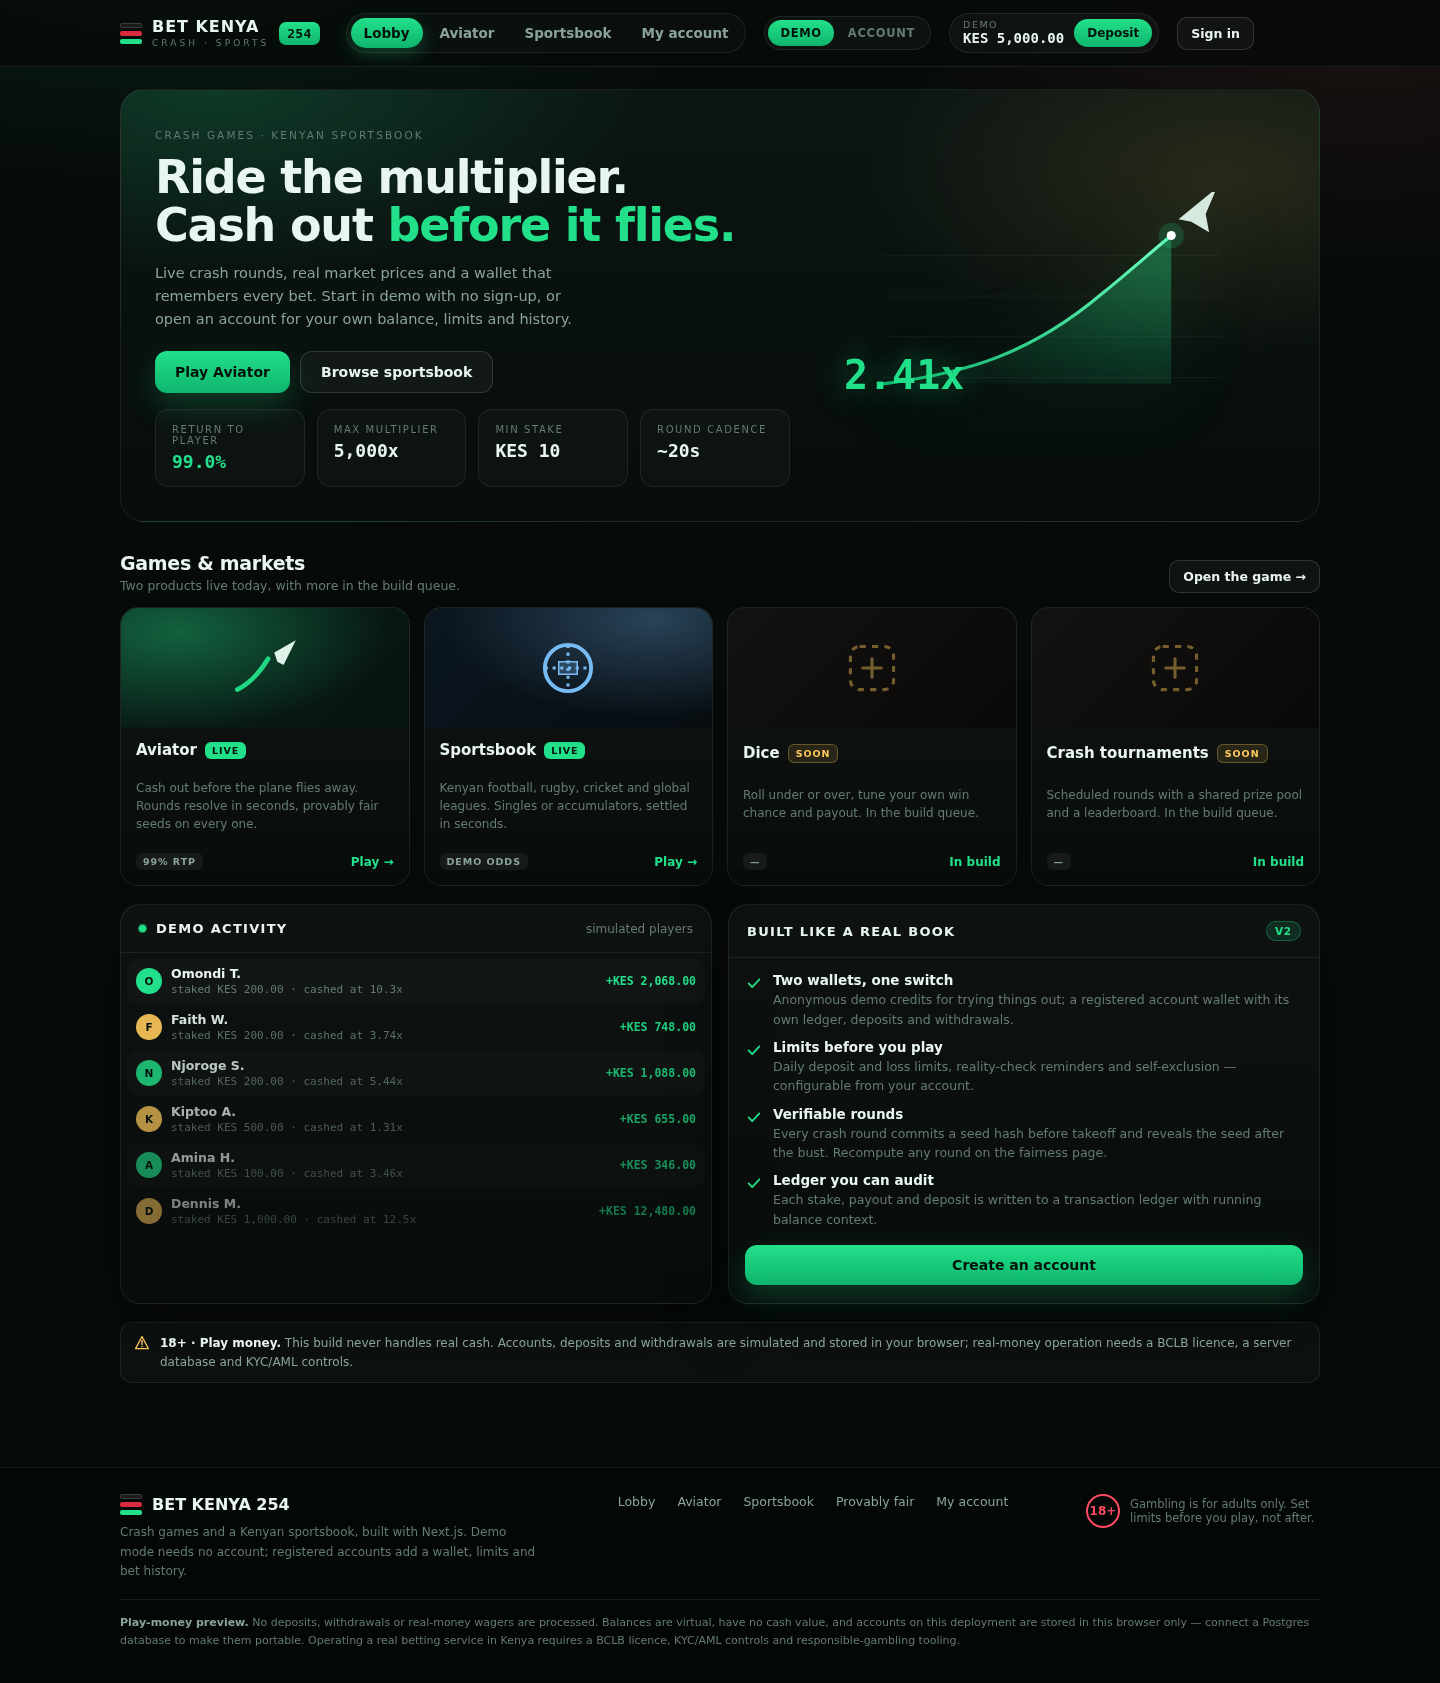 BET KENYA
CRASH · SPORTS
254
Lobby
Aviator
Sportsbook
My account
DEMO
ACCOUNT
DEMO
KES 5,000.00
Deposit
Sign in
CRASH GAMES · KENYAN SPORTSBOOK
Ride the multiplier.
Cash out before it flies.
Live crash rounds, real market prices and a wallet that
remembers every bet. Start in demo with no sign-up, or
open an account for your own balance, limits and history.
Play Aviator
Browse sportsbook
2.41x
RETURN TO
PLAYER
99.0%
MAX MULTIPLIER
5,000x
MIN STAKE
KES 10
ROUND CADENCE
~20s
Games & markets
Two products live today, with more in the build queue.
Open the game →
Aviator LIVE
Cash out before the plane flies away.
Rounds resolve in seconds, provably fair
seeds on every one.
99% RTP
Play →
Sportsbook LIVE
Kenyan football, rugby, cricket and global
leagues. Singles or accumulators, settled
in seconds.
DEMO ODDS
Play →
Dice SOON
Roll under or over, tune your own win
chance and payout. In the build queue.
—
In build
Crash tournaments SOON
Scheduled rounds with a shared prize pool
and a leaderboard. In the build queue.
—
In build
DEMO ACTIVITY
simulated players
O
Omondi T.
staked KES 200.00 · cashed at 10.3x
+KES 2,068.00
F
Faith W.
staked KES 200.00 · cashed at 3.74x
+KES 748.00
N
Njoroge S.
staked KES 200.00 · cashed at 5.44x
+KES 1,088.00
K
Kiptoo A.
staked KES 500.00 · cashed at 1.31x
+KES 655.00
A
Amina H.
staked KES 100.00 · cashed at 3.46x
+KES 346.00
D
Dennis M.
staked KES 1,000.00 · cashed at 12.5x
+KES 12,480.00
BUILT LIKE A REAL BOOK
V2
Two wallets, one switch
Anonymous demo credits for trying things out; a registered account wallet with its
own ledger, deposits and withdrawals.
Limits before you play
Daily deposit and loss limits, reality-check reminders and self-exclusion —
configurable from your account.
Verifiable rounds
Every crash round commits a seed hash before takeoff and reveals the seed after
the bust. Recompute any round on the fairness page.
Ledger you can audit
Each stake, payout and deposit is written to a transaction ledger with running
balance context.
Create an account
18+ · Play money. This build never handles real cash. Accounts, deposits and withdrawals are simulated and stored in your browser; real-money operation needs a BCLB licence, a server
database and KYC/AML controls.
BET KENYA 254
Crash games and a Kenyan sportsbook, built with Next.js. Demo
mode needs no account; registered accounts add a wallet, limits and
bet history.
Lobby
Aviator
Sportsbook
Provably fair
My account
18+
Gambling is for adults only. Set
limits before you play, not after.
Play-money preview. No deposits, withdrawals or real-money wagers are processed. Balances are virtual, have no cash value, and accounts on this deployment are stored in this browser only — connect a Postgres
database to make them portable. Operating a real betting service in Kenya requires a BCLB licence, KYC/AML controls and responsible-gambling tooling.